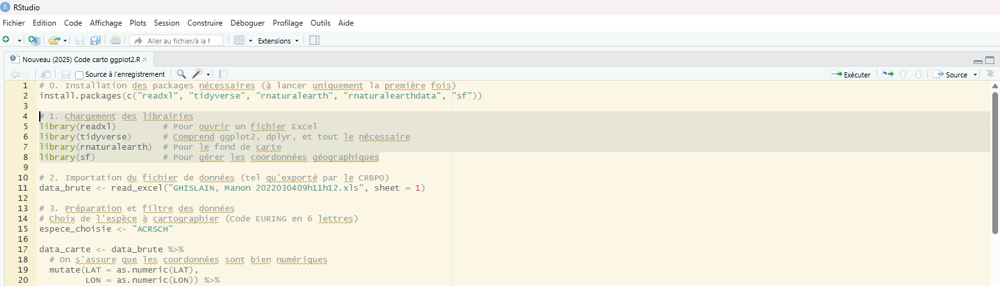 RStudio
Fichier Edition Code Affichage Plots Session Construire Déboguer Profilage Outils Aide
Aller au fichier/à la f Extensions
Nouveau (2025) Code carto ggplot2.R
Source à l'enregistrement Exécuter Source
1 # 0. Installation des packages nécessaires (à lancer uniquement la première fois)
2 install.packages(c("readxl", "tidyverse", "rnaturalearth", "rnaturalearthdata", "sf"))
3
4 # 1. Chargement des librairies
5 library(readxl) # Pour ouvrir un fichier Excel
6 library(tidyverse) # Comprend ggplot2, dplyr, et tout le nécessaire
7 library(rnaturalearth) # Pour le fond de carte
8 library(sf) # Pour gérer les coordonnées géographiques
9
10 # 2. Importation du fichier de données (tel qu'exporté par le CRBPO)
11 data_brute <- read_excel("GHISLAIN, Manon 2022030409h11h12.xls", sheet = 1)
12
13 # 3. Préparation et filtre des données
14 # Choix de l'espèce à cartographier (Code EURING en 6 lettres)
15 espece_choisie <- "ACRSCH"
16
17 data_carte <- data_brute %>%
18 # On s'assure que les coordonnées sont bien numériques
19 mutate(LAT = as.numeric(LAT),
20 LON = as.numeric(LON)) %>%